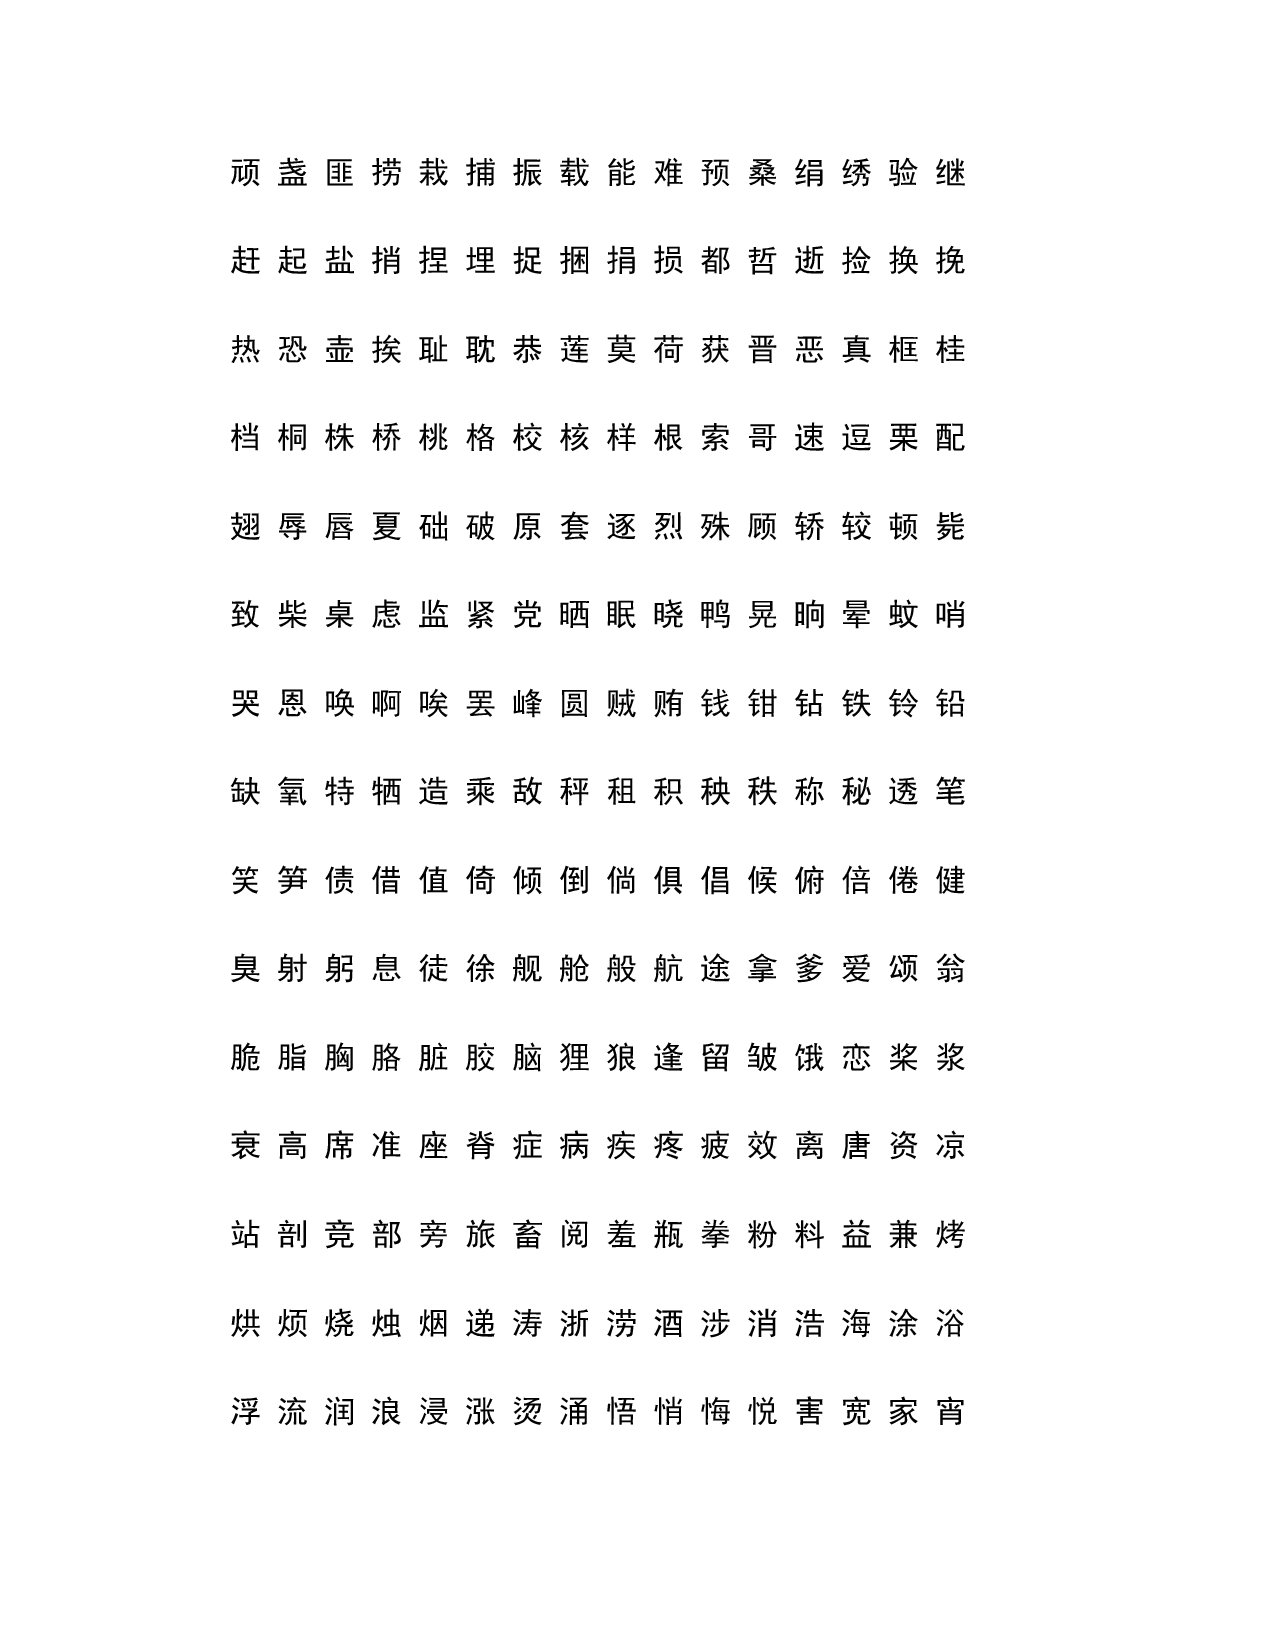 顽 盏 匪 捞 栽 捕 振 载 能 难 预 桑 绢 绣 验 继
赶 起 盐 捎 捏 埋 捉 捆 捐 损 都 哲 逝 捡 换 挽
热 恐 壶 挨 耻 耽 恭 莲 莫 荷 获 晋 恶 真 框 桂
档 桐 株 桥 桃 格 校 核 样 根 索 哥 速 逗 栗 配
翅 辱 唇 夏 础 破 原 套 逐 烈 殊 顾 轿 较 顿 毙
致 柴 桌 虑 监 紧 党 晒 眠 晓 鸭 晃 晌 晕 蚊 哨
哭 恩 唤 啊 唉 罢 峰 圆 贼 贿 钱 钳 钻 铁 铃 铅
缺 氧 特 牺 造 乘 敌 秤 租 积 秧 秩 称 秘 透 笔
笑 笋 债 借 值 倚 倾 倒 倘 俱 倡 候 俯 倍 倦 健
臭 射 躬 息 徒 徐 舰 舱 般 航 途 拿 爹 爱 颂 翁
脆 脂 胸 胳 脏 胶 脑 狸 狼 逢 留 皱 饿 恋 桨 浆
衰 高 席 准 座 脊 症 病 疾 疼 疲 效 离 唐 资 凉
站 剖 竞 部 旁 旅 畜 阅 羞 瓶 拳 粉 料 益 兼 烤
烘 烦 烧 烛 烟 递 涛 浙 涝 酒 涉 消 浩 海 涂 浴
浮 流 润 浪 浸 涨 烫 涌 悟 悄 悔 悦 害 宽 家 宵